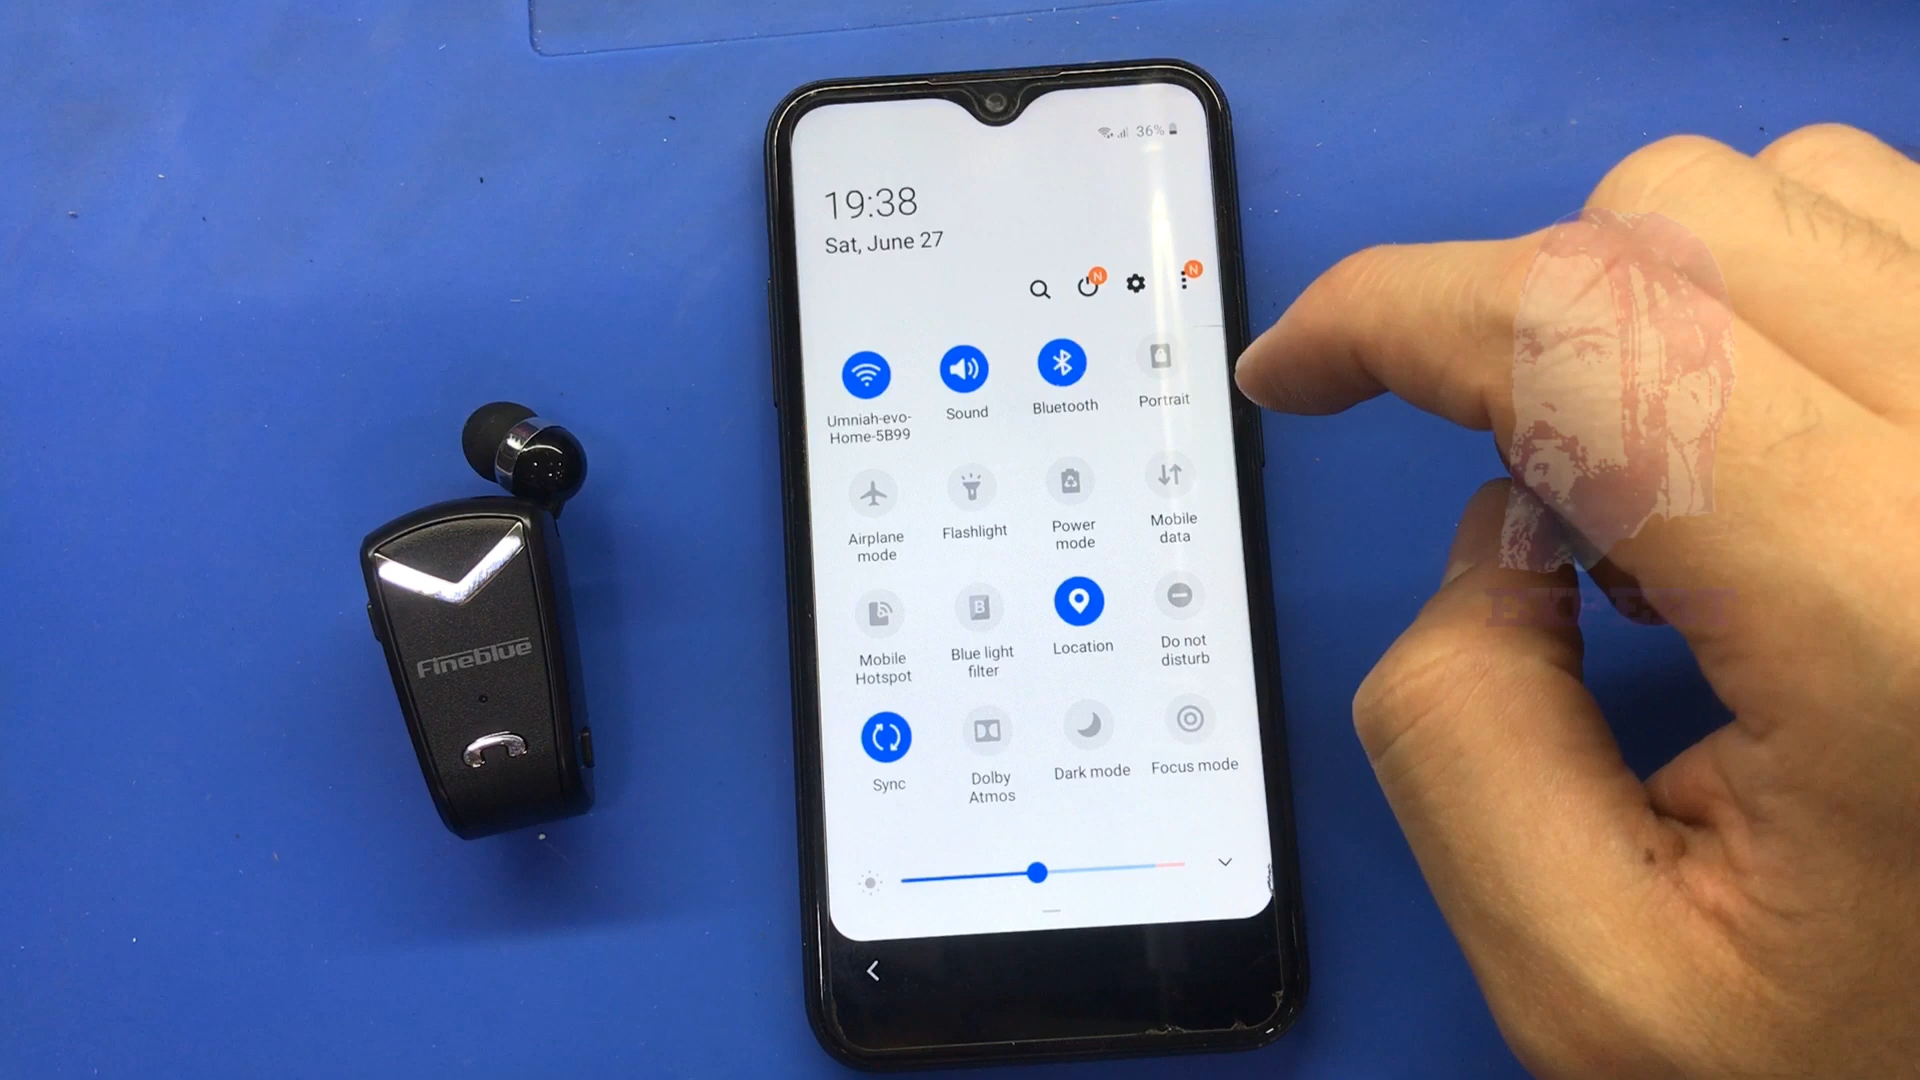 36%
19:38
Sat, June 27
N
N
Umniah-evo-
Home-5B99
Sound
Bluetooth
Portrait
Airplane
mode
Flashlight
Power
mode
Mobile
data
Mobile
Hotspot
B
Blue light
filter
Location
Do not
disturb
Sync
Dolby
Atmos
Dark mode
Focus mode
Fineblue